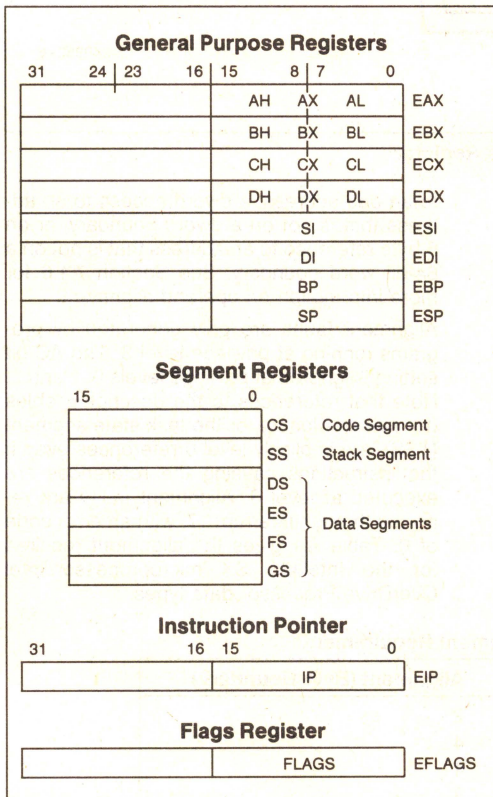 General Purpose Registers
31 24 23 16 15 8 7 0
AH AX AL EAX
BH BX BL EBX
CH CX CL ECX
DH DX DL EDX
SI ESI
DI EDI
BP EBP
SP ESP
Segment Registers
15 0
CS Code Segment
SS Stack Segment
DS
ES
Data Segments
FS
GS
Instruction Pointer
31 16 15 0
IP EIP
Flags Register
FLAGS EFLAGS